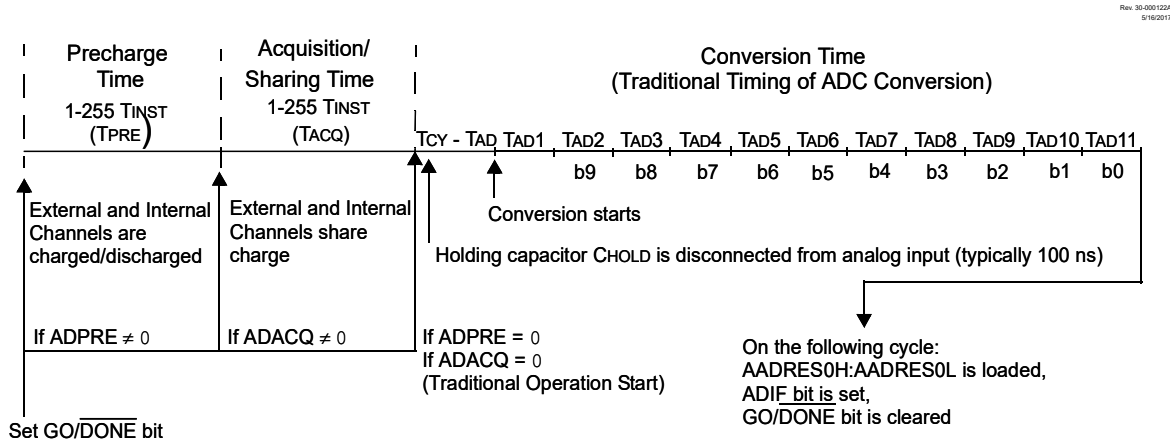 Rev. 30-000122A
5/16/2017
Precharge
Time
1-255 TINST
(TPRE)
Acquisition/
Sharing Time
1-255 TINST
(TACQ)
Conversion Time
(Traditional Timing of ADC Conversion)
TCY - TAD TAD1 TAD2 TAD3 TAD4 TAD5 TAD6 TAD7 TAD8 TAD9 TAD10 TAD11
b9 b8 b7 b6 b5 b4 b3 b2 b1 b0
External and Internal
Channels are
charged/discharged
External and Internal
Channels share
charge
Conversion starts
Holding capacitor CHOLD is disconnected from analog input (typically 100 ns)
If ADPRE ≠ 0
If ADACQ ≠ 0
If ADPRE = 0
If ADACQ = 0
(Traditional Operation Start)
On the following cycle:
AADRES0H:AADRES0L is loaded,
ADIF bit is set,
GO/DONE bit is cleared
Set GO/DONE bit